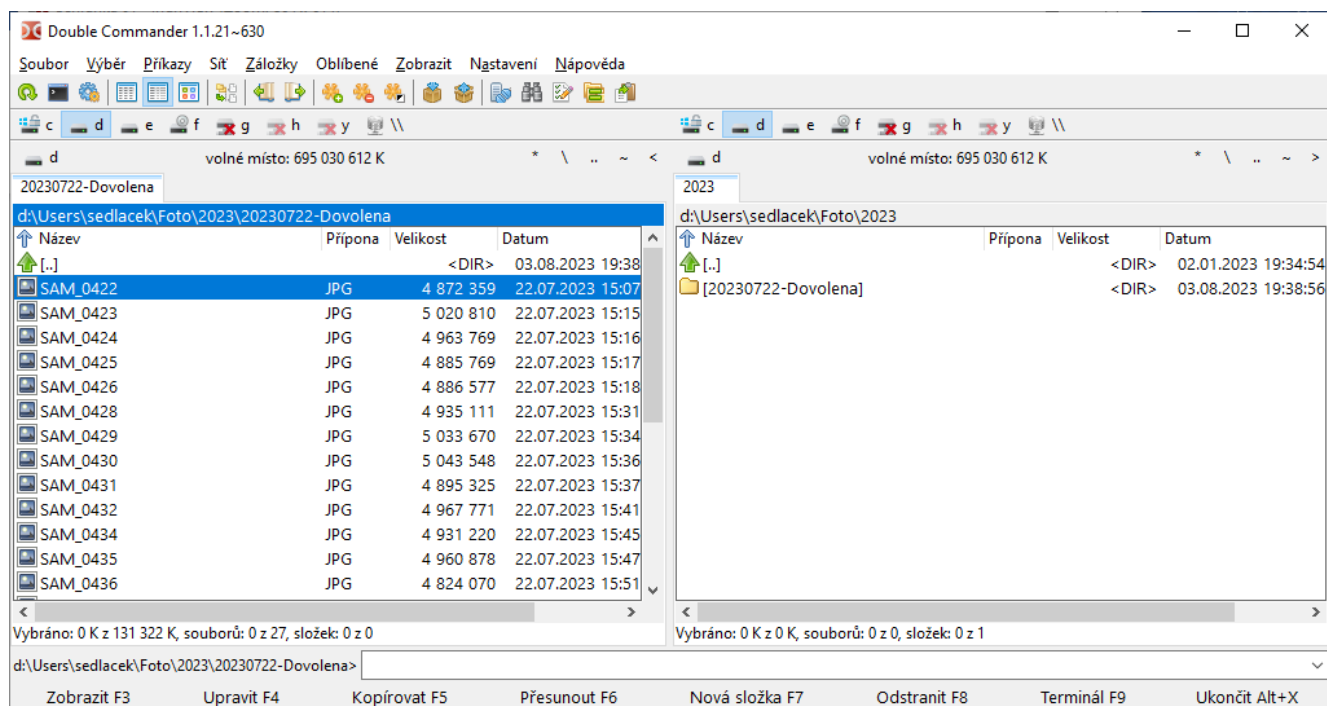 Double Commander 1.1.21~630
Soubor Výběr Příkazy Síť Záložky Oblíbené Zobrazit Nastavení Nápověda
c d e f g h y \\ c d e f g h y \\
d volné místo: 695 030 612 K * \ .. ~ < d volné místo: 695 030 612 K * \ .. ~ >
20230722-Dovolena 2023
d:\Users\sedlacek\Foto\2023\20230722-Dovolena d:\Users\sedlacek\Foto\2023
Název Přípona Velikost Datum Název Přípona Velikost Datum
[..] <DIR> 03.08.2023 19:38 [..] <DIR> 02.01.2023 19:34:54
SAM_0422 JPG 4 872 359 22.07.2023 15:07 [20230722-Dovolena] <DIR> 03.08.2023 19:38:56
SAM_0423 JPG 5 020 810 22.07.2023 15:15
SAM_0424 JPG 4 963 769 22.07.2023 15:16
SAM_0425 JPG 4 885 769 22.07.2023 15:17
SAM_0426 JPG 4 886 577 22.07.2023 15:18
SAM_0428 JPG 4 935 111 22.07.2023 15:31
SAM_0429 JPG 5 033 670 22.07.2023 15:34
SAM_0430 JPG 5 043 548 22.07.2023 15:36
SAM_0431 JPG 4 895 325 22.07.2023 15:37
SAM_0432 JPG 4 967 771 22.07.2023 15:41
SAM_0434 JPG 4 931 220 22.07.2023 15:45
SAM_0435 JPG 4 960 878 22.07.2023 15:47
SAM_0436 JPG 4 824 070 22.07.2023 15:51
Vybráno: 0 K z 131 322 K, souborů: 0 z 27, složek: 0 z 0 Vybráno: 0 K z 0 K, souborů: 0 z 0, složek: 0 z 1
d:\Users\sedlacek\Foto\2023\20230722-Dovolena>
Zobrazit F3 Upravit F4 Kopírovat F5 Přesunout F6 Nová složka F7 Odstranit F8 Terminál F9 Ukončit Alt+X